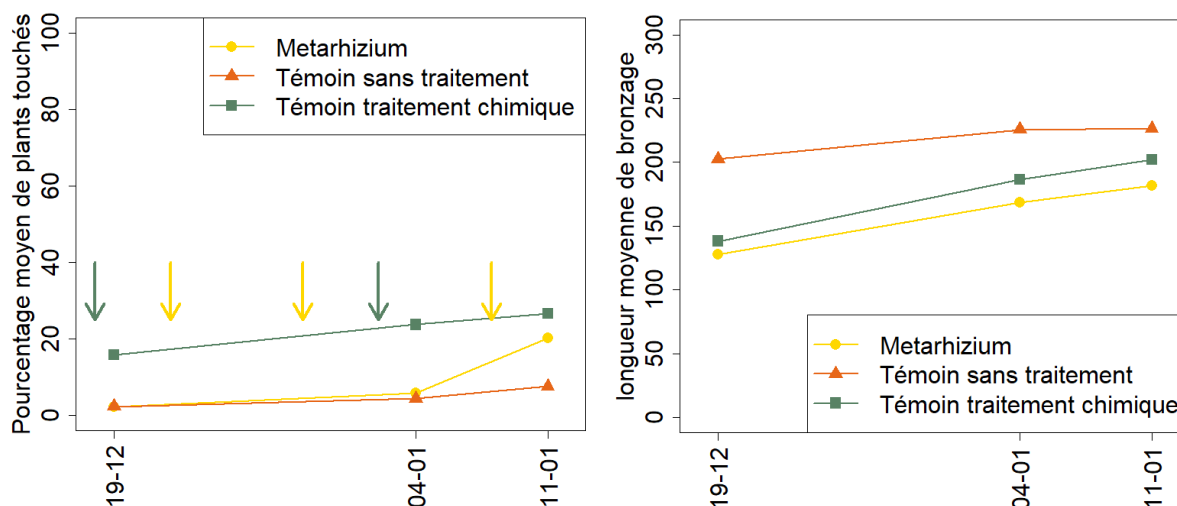 Pourcentage moyen de plants touchés
100
80
60
40
20
0
Metarhizium
Témoin sans traitement
Témoin traitement chimique
19-12
04-01
11-01
longueur moyenne de bronzage
300
250
200
150
100
50
0
Metarhizium
Témoin sans traitement
Témoin traitement chimique
19-12
04-01
11-01